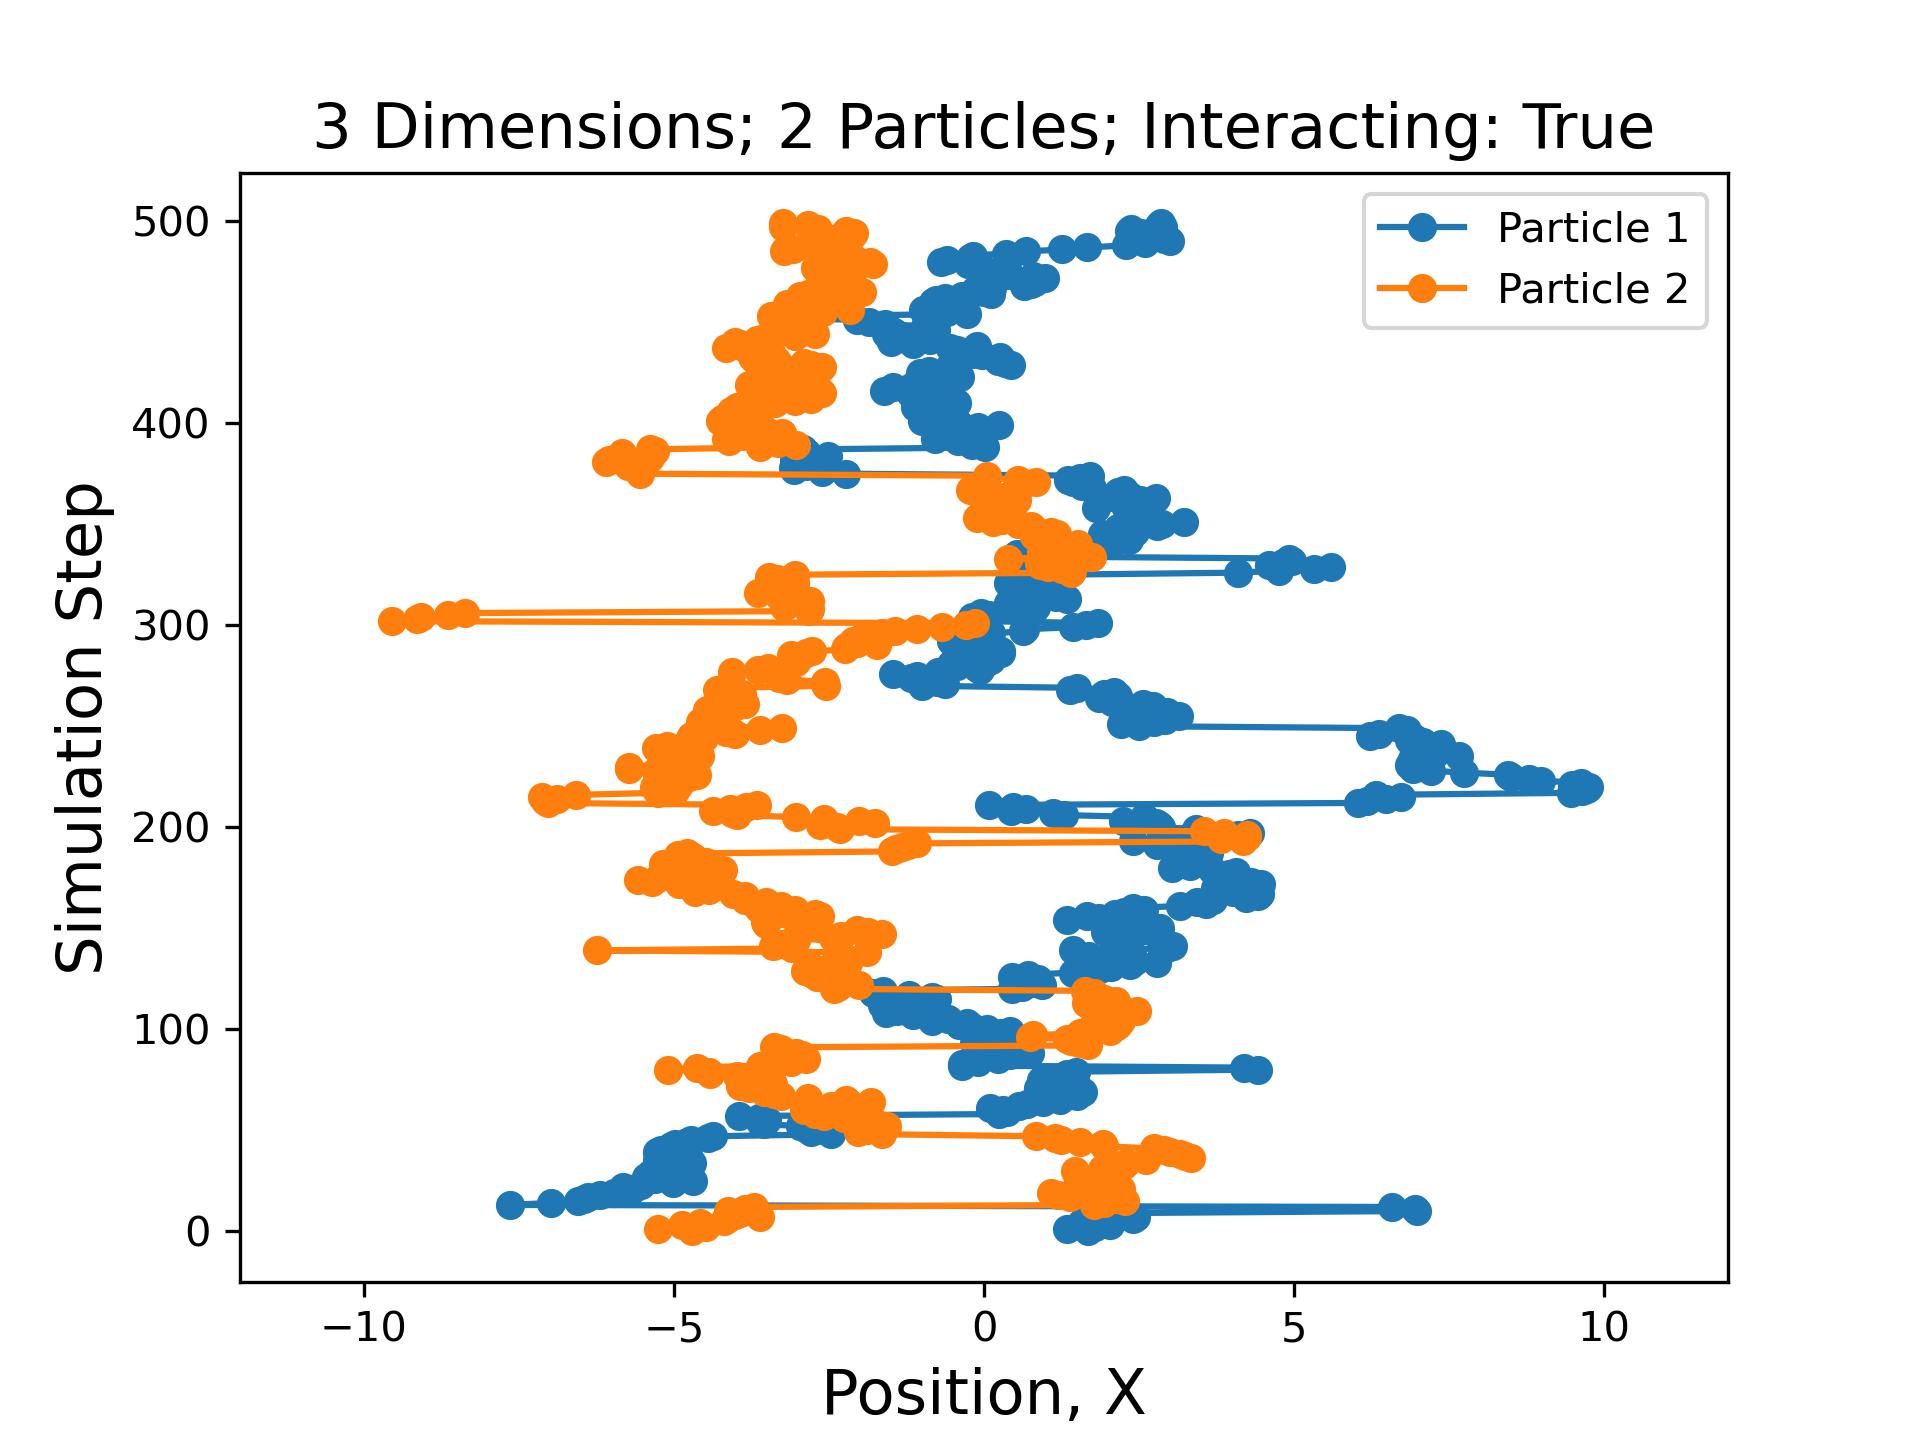 3 Dimensions; 2 Particles; Interacting: True
Particle 1
Particle 2
500
400
300
200
100
0
Simulation Step
−10 −5 0 5 10
Position, X